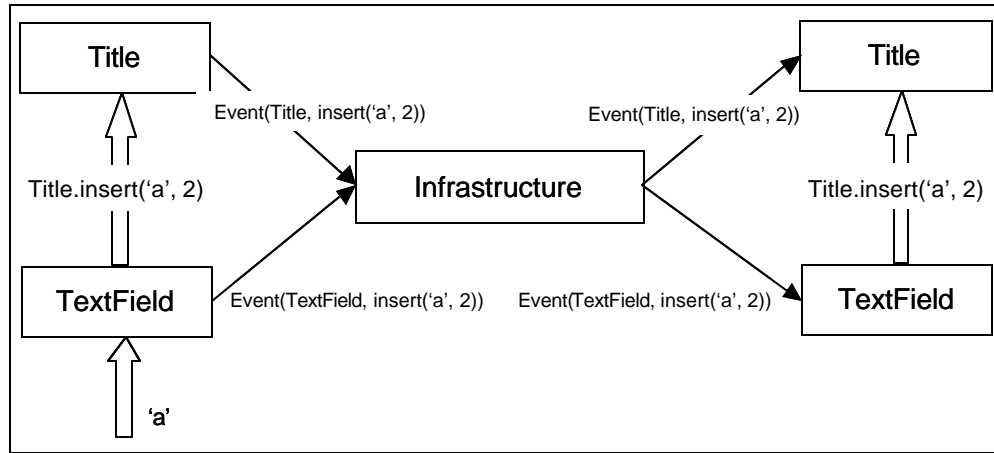 Title
Title
Event(Title, insert(‘a’, 2))
Event(Title, insert(‘a’, 2))
Title.insert(‘a’, 2)
Infrastructure
Title.insert(‘a’, 2)
TextField
Event(TextField, insert(‘a’, 2))
Event(TextField, insert(‘a’, 2))
TextField
‘a’